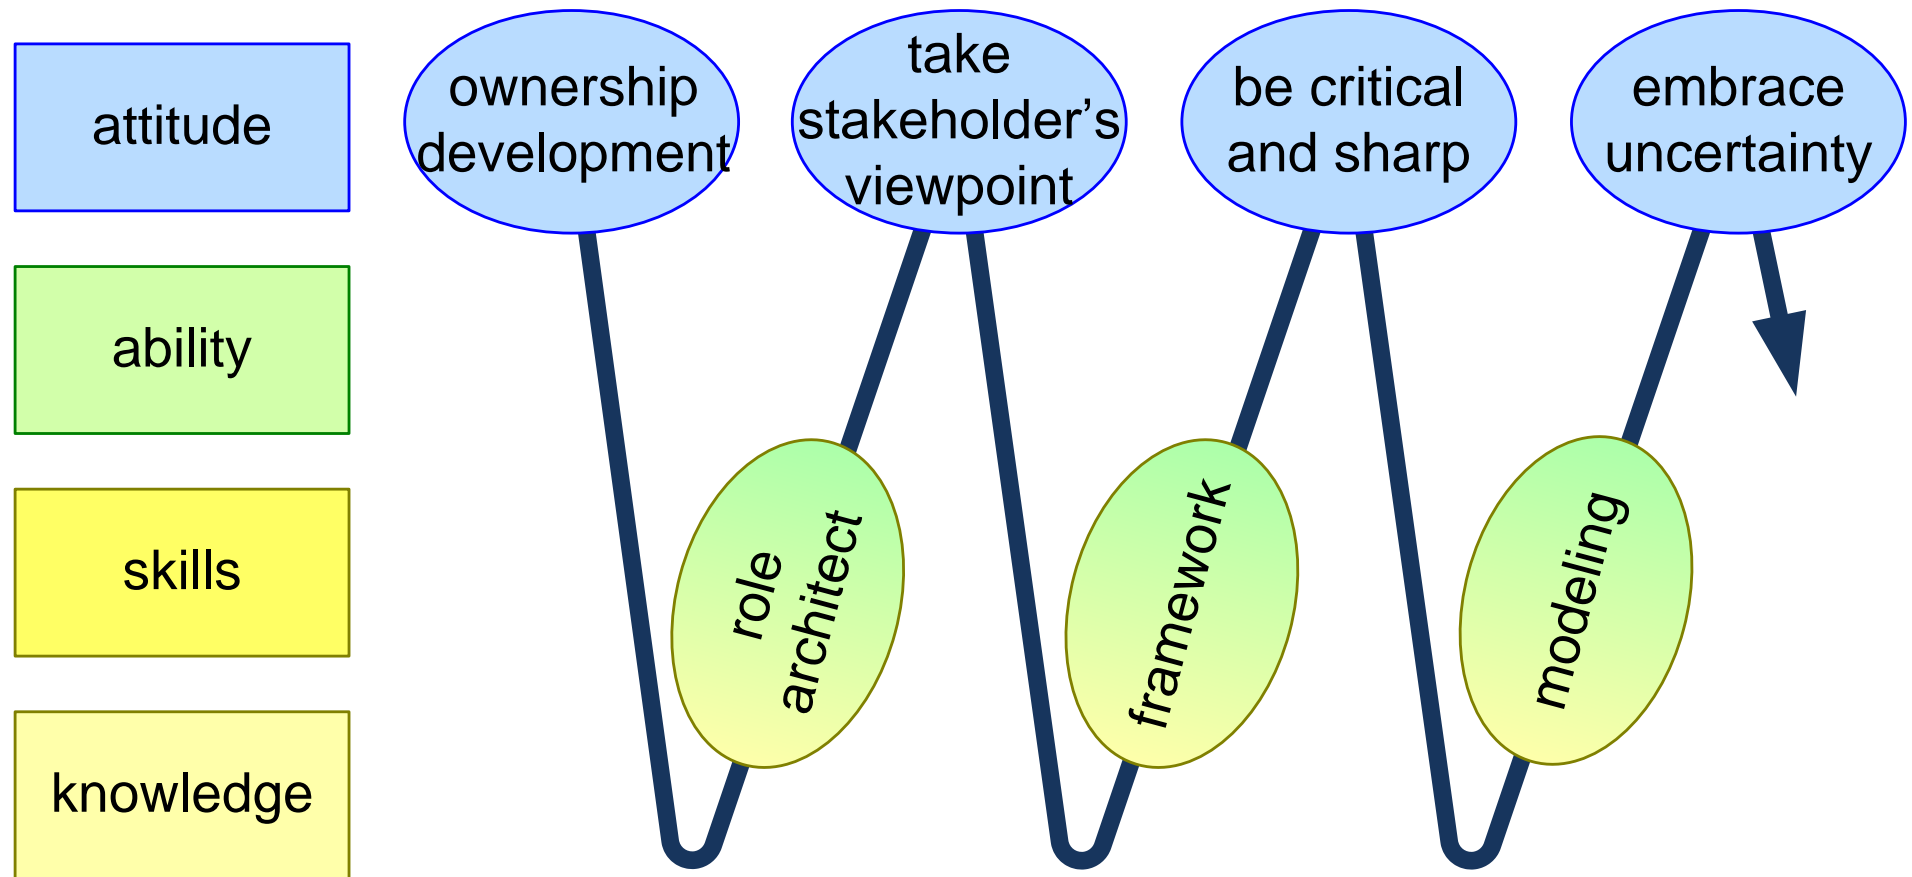 attitude
ability
skills
knowledge
ownership
development
take
stakeholder’s
viewpoint
be critical
and sharp
embrace
uncertainty
role
architect
framework
modeling